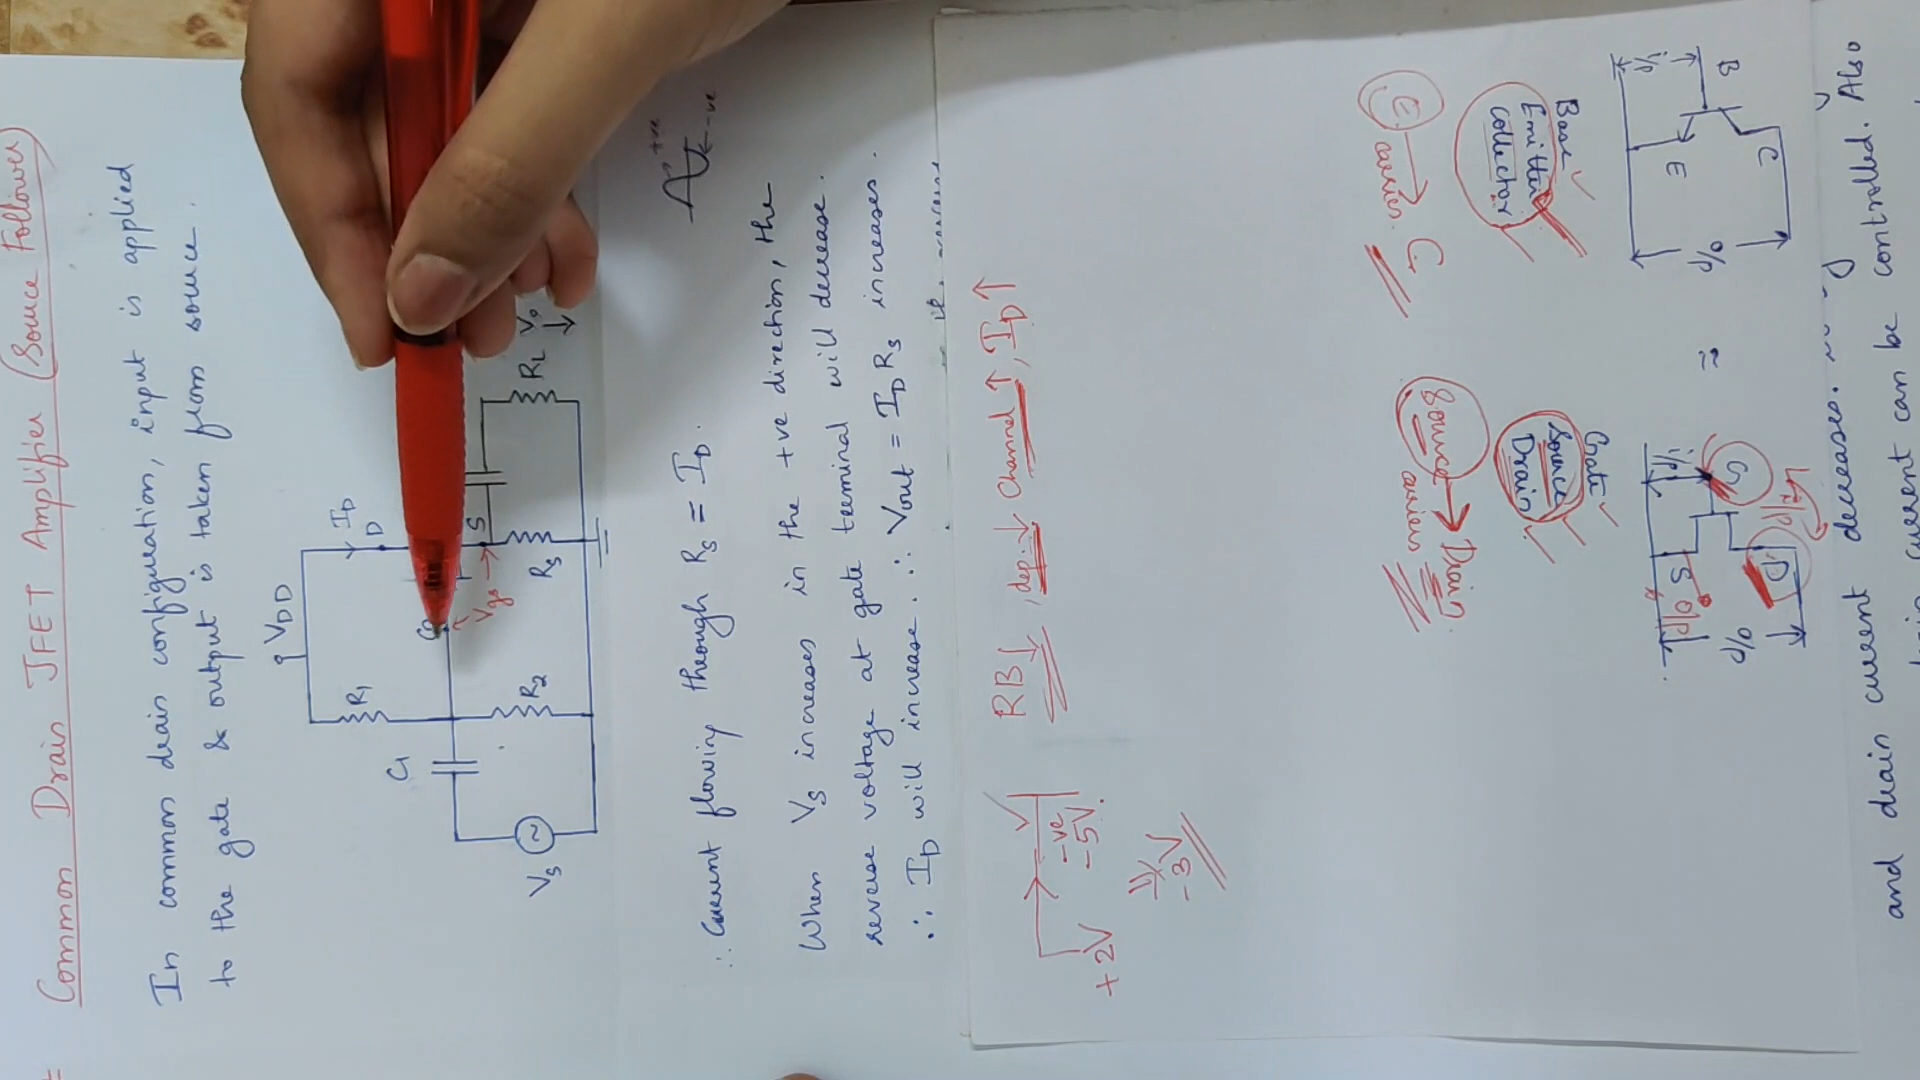 Common Drain JFET Amplifier (Source Follower)
In common drain configuration, input is applied
to the gate & output is taken from source.
VDD
ID
D
R1
C1
G
Vgs
S
R2
RS
RL
Vo
VS
+ve
-ve
∴ Current flowing through RS = ID.
When VS increases in the +ve direction, the
reverse voltage at gate terminal will decrease.
∴ ID will increase. ∴ Vout = ID RS increases.
RB↓, dep.↓ channel↑, ID↑
+2V
-ve
-5V.
-3V
B
C
E
i/p
o/p
Base
Emitter
Collector
E → C
carriers
≈
G
D
S
i/p
o/p
i/p
o/p
Gate
Source
Drain
Source → Drain
carriers
and drain current decreases.
current can be controlled. Also